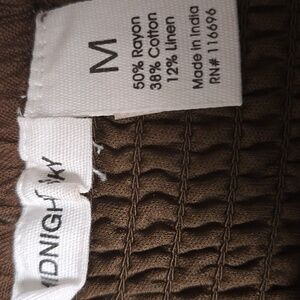 M
50% Rayon
38% Cotton
12% Linen
Made in India
RN# 116696